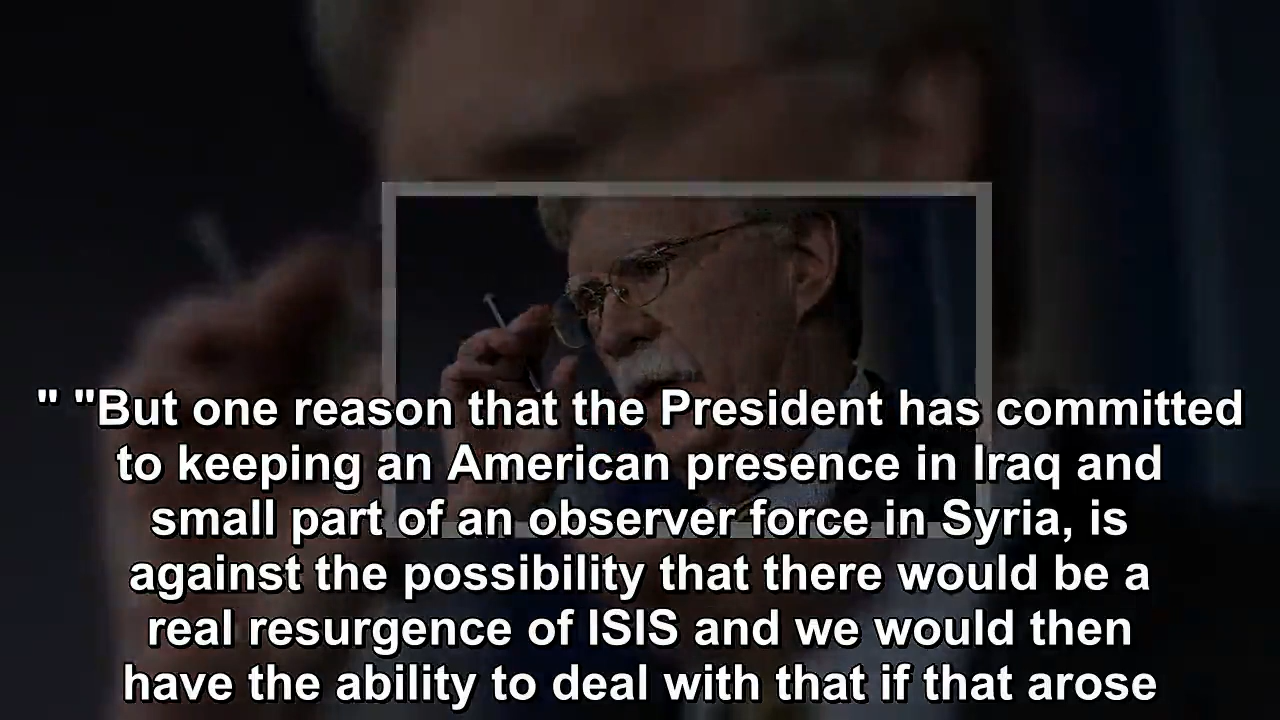 " "But one reason that the President has committed
to keeping an American presence in Iraq and
small part of an observer force in Syria, is
against the possibility that there would be a
real resurgence of ISIS and we would then
have the ability to deal with that if that arose